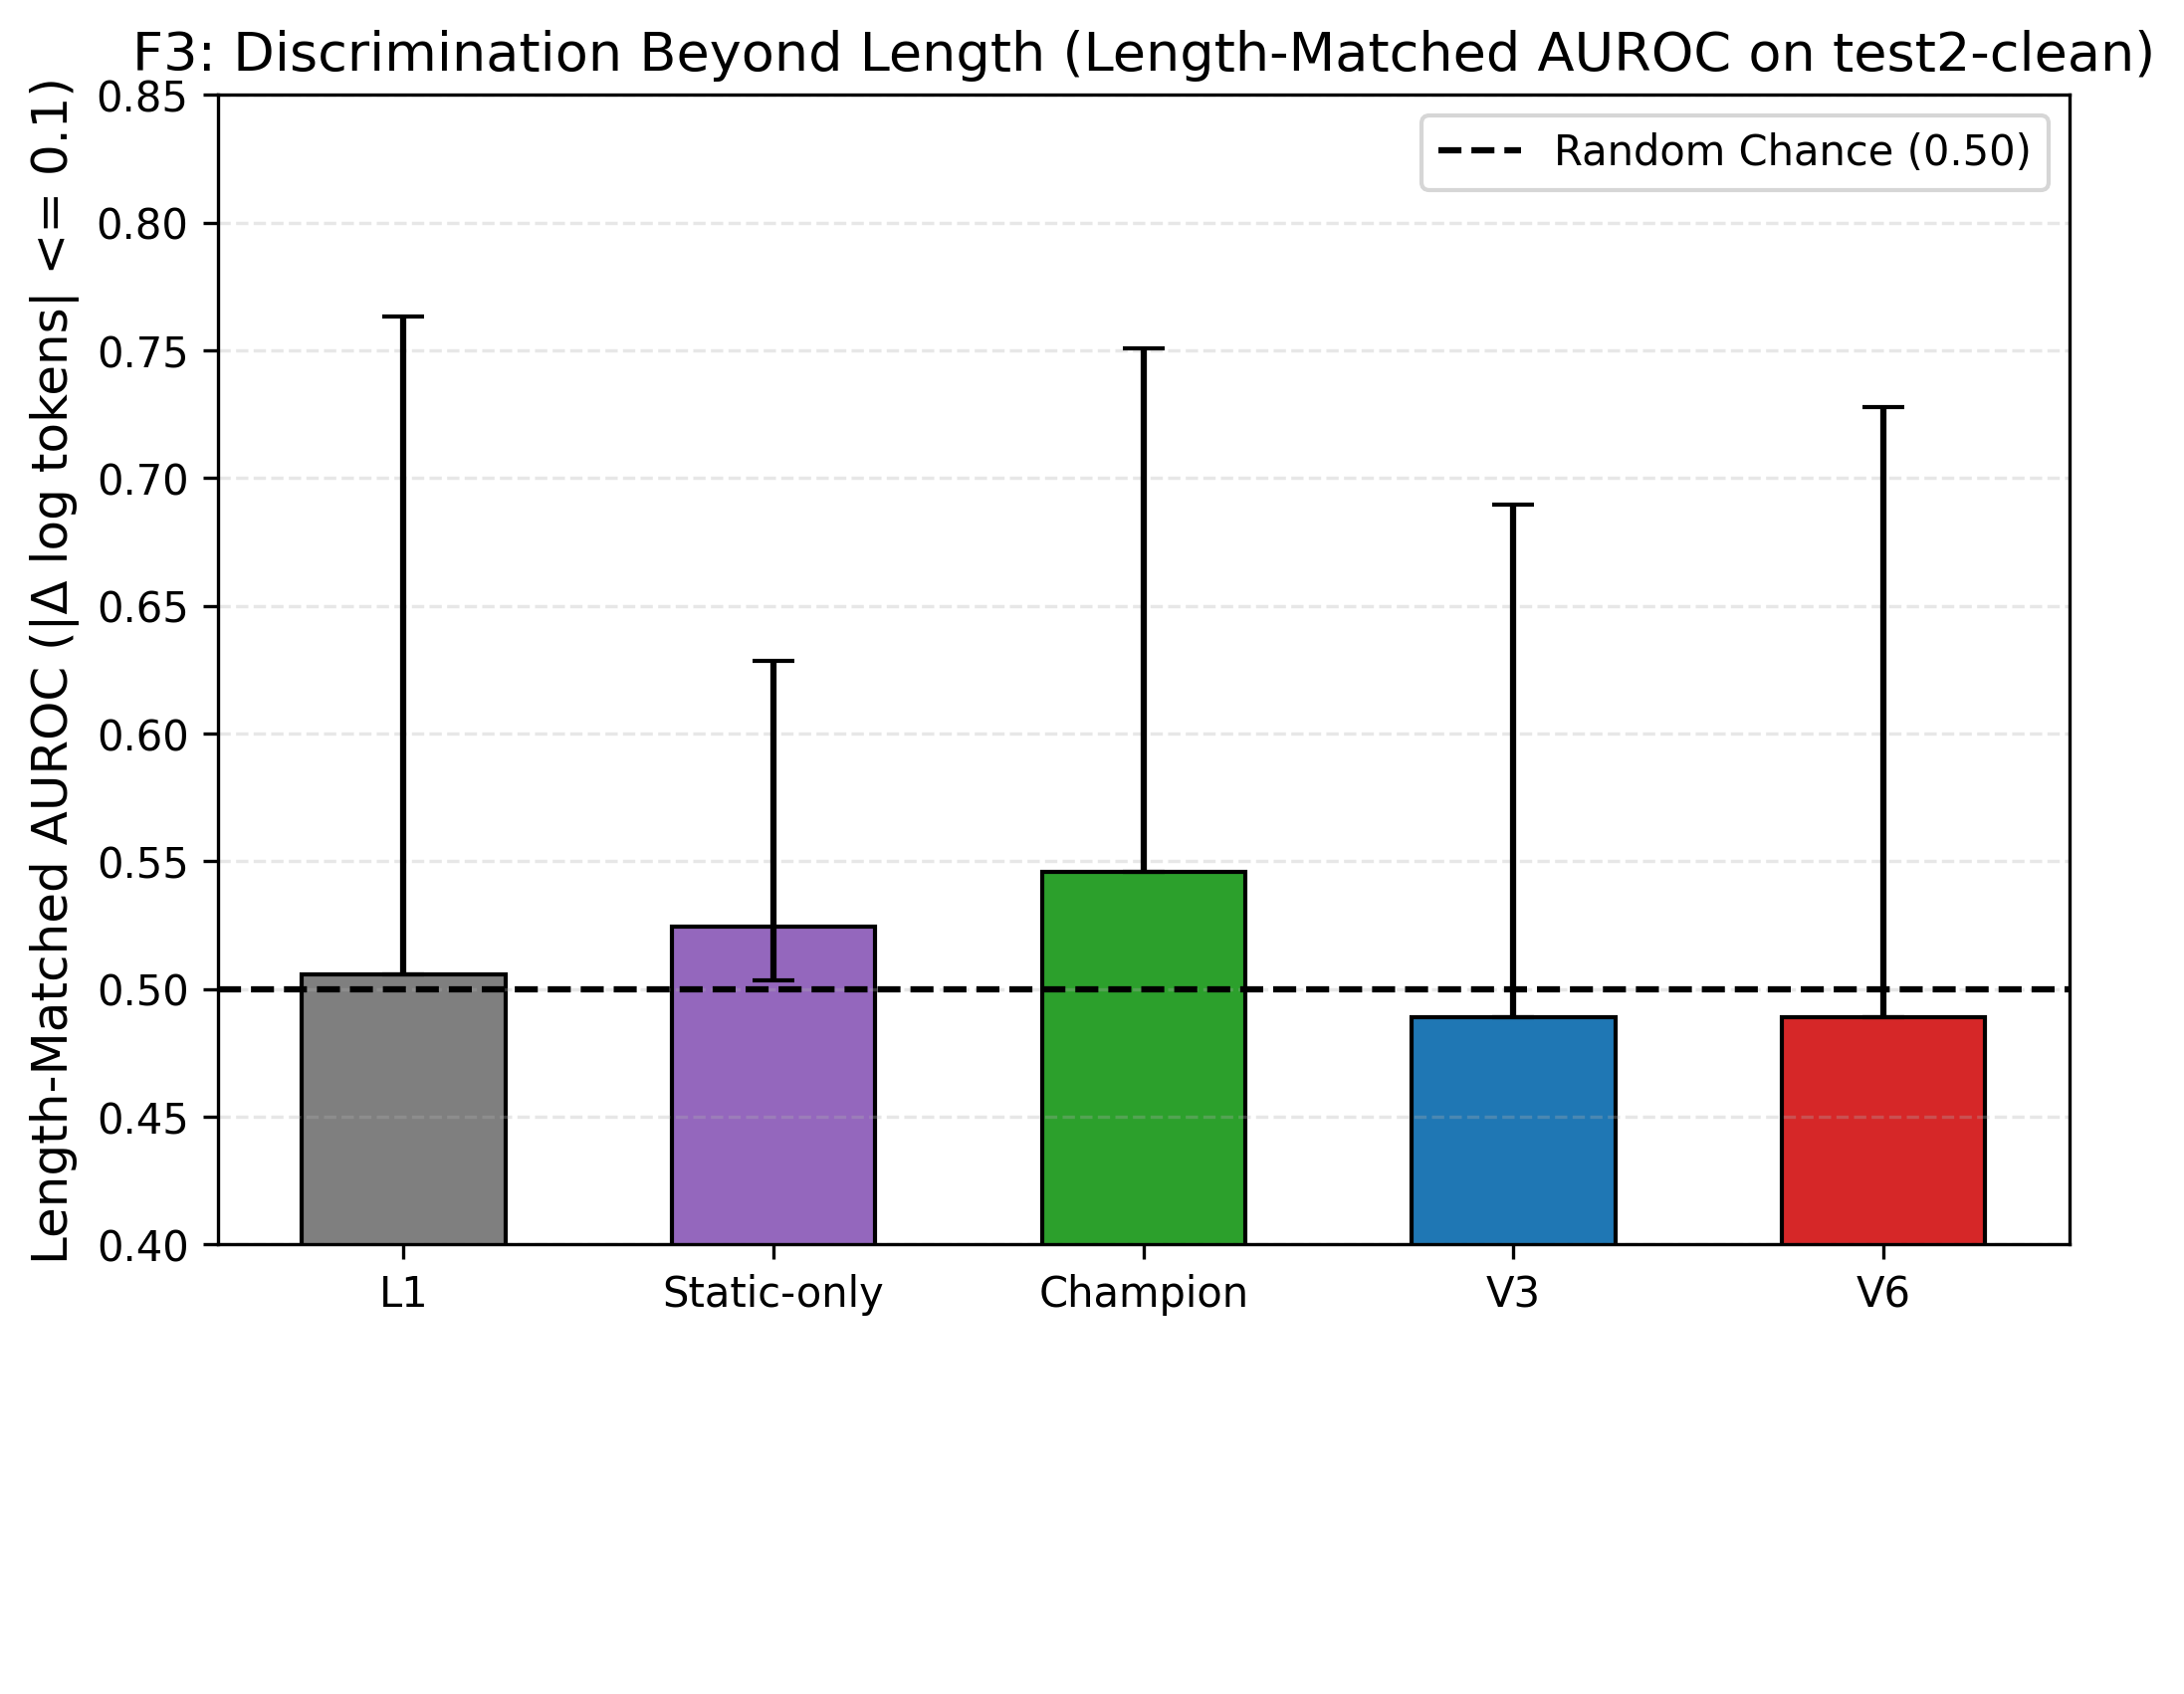 F3: Discrimination Beyond Length (Length-Matched AUROC on test2-clean)
Length-Matched AUROC (|Δ log tokens| <= 0.1)
0.85
0.80
0.75
0.70
0.65
0.60
0.55
0.50
0.45
0.40
Random Chance (0.50)
L1 Static-only Champion V3 V6